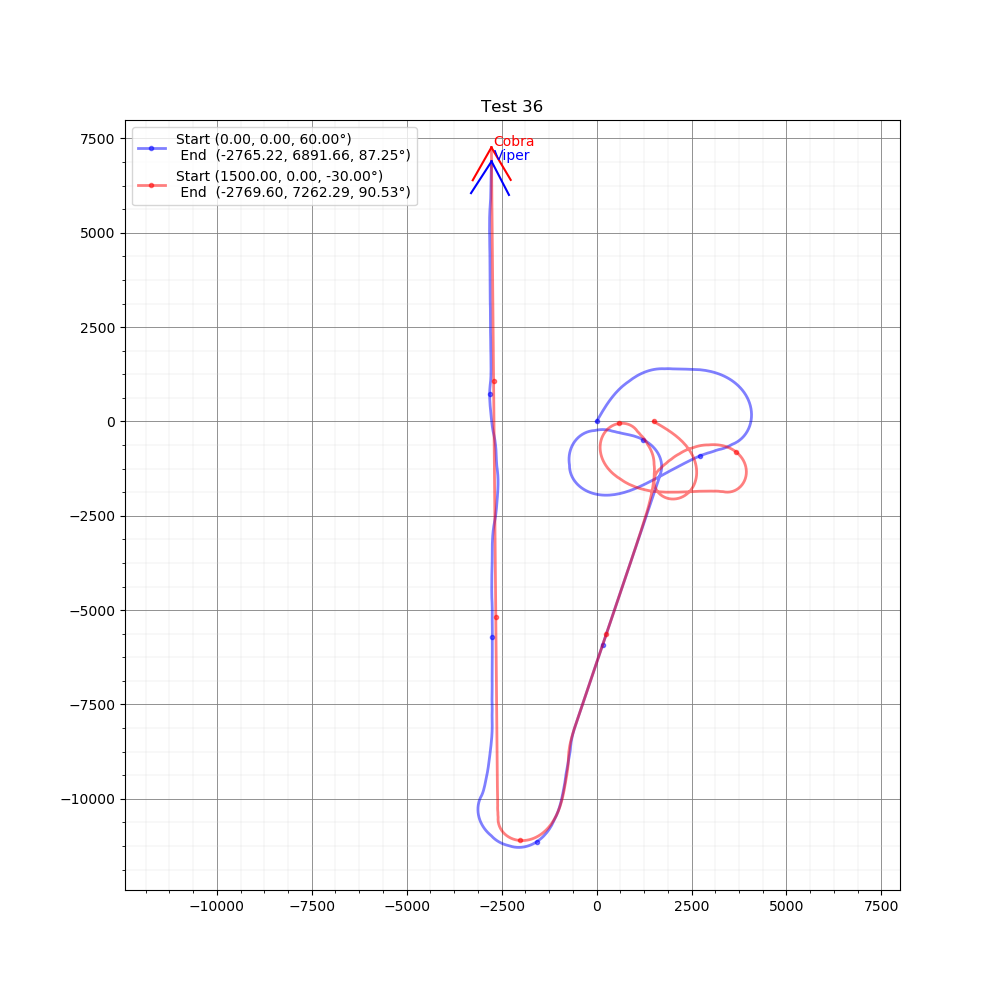 Test 36
Start (0.00, 0.00, 60.00°)
End (-2765.22, 6891.66, 87.25°)
Start (1500.00, 0.00, -30.00°)
End (-2769.60, 7262.29, 90.53°)
Cobra
Viper
7500
5000
2500
0
−2500
−5000
−7500
−10000
−10000 −7500 −5000 −2500 0 2500 5000 7500